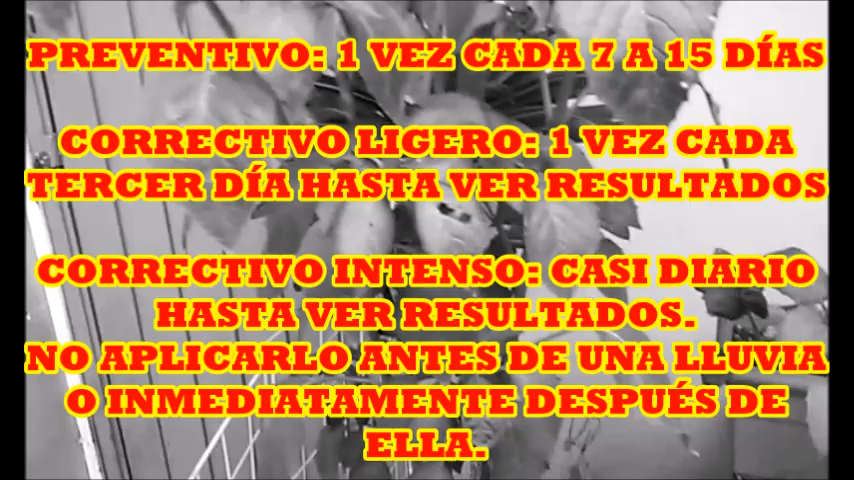 PREVENTIVO: 1 VEZ CADA 7 A 15 DÍAS
CORRECTIVO LIGERO: 1 VEZ CADA
TERCER DÍA HASTA VER RESULTADOS
CORRECTIVO INTENSO: CASI DIARIO
HASTA VER RESULTADOS.
NO APLICARLO ANTES DE UNA LLUVIA
O INMEDIATAMENTE DESPUÉS DE
ELLA.